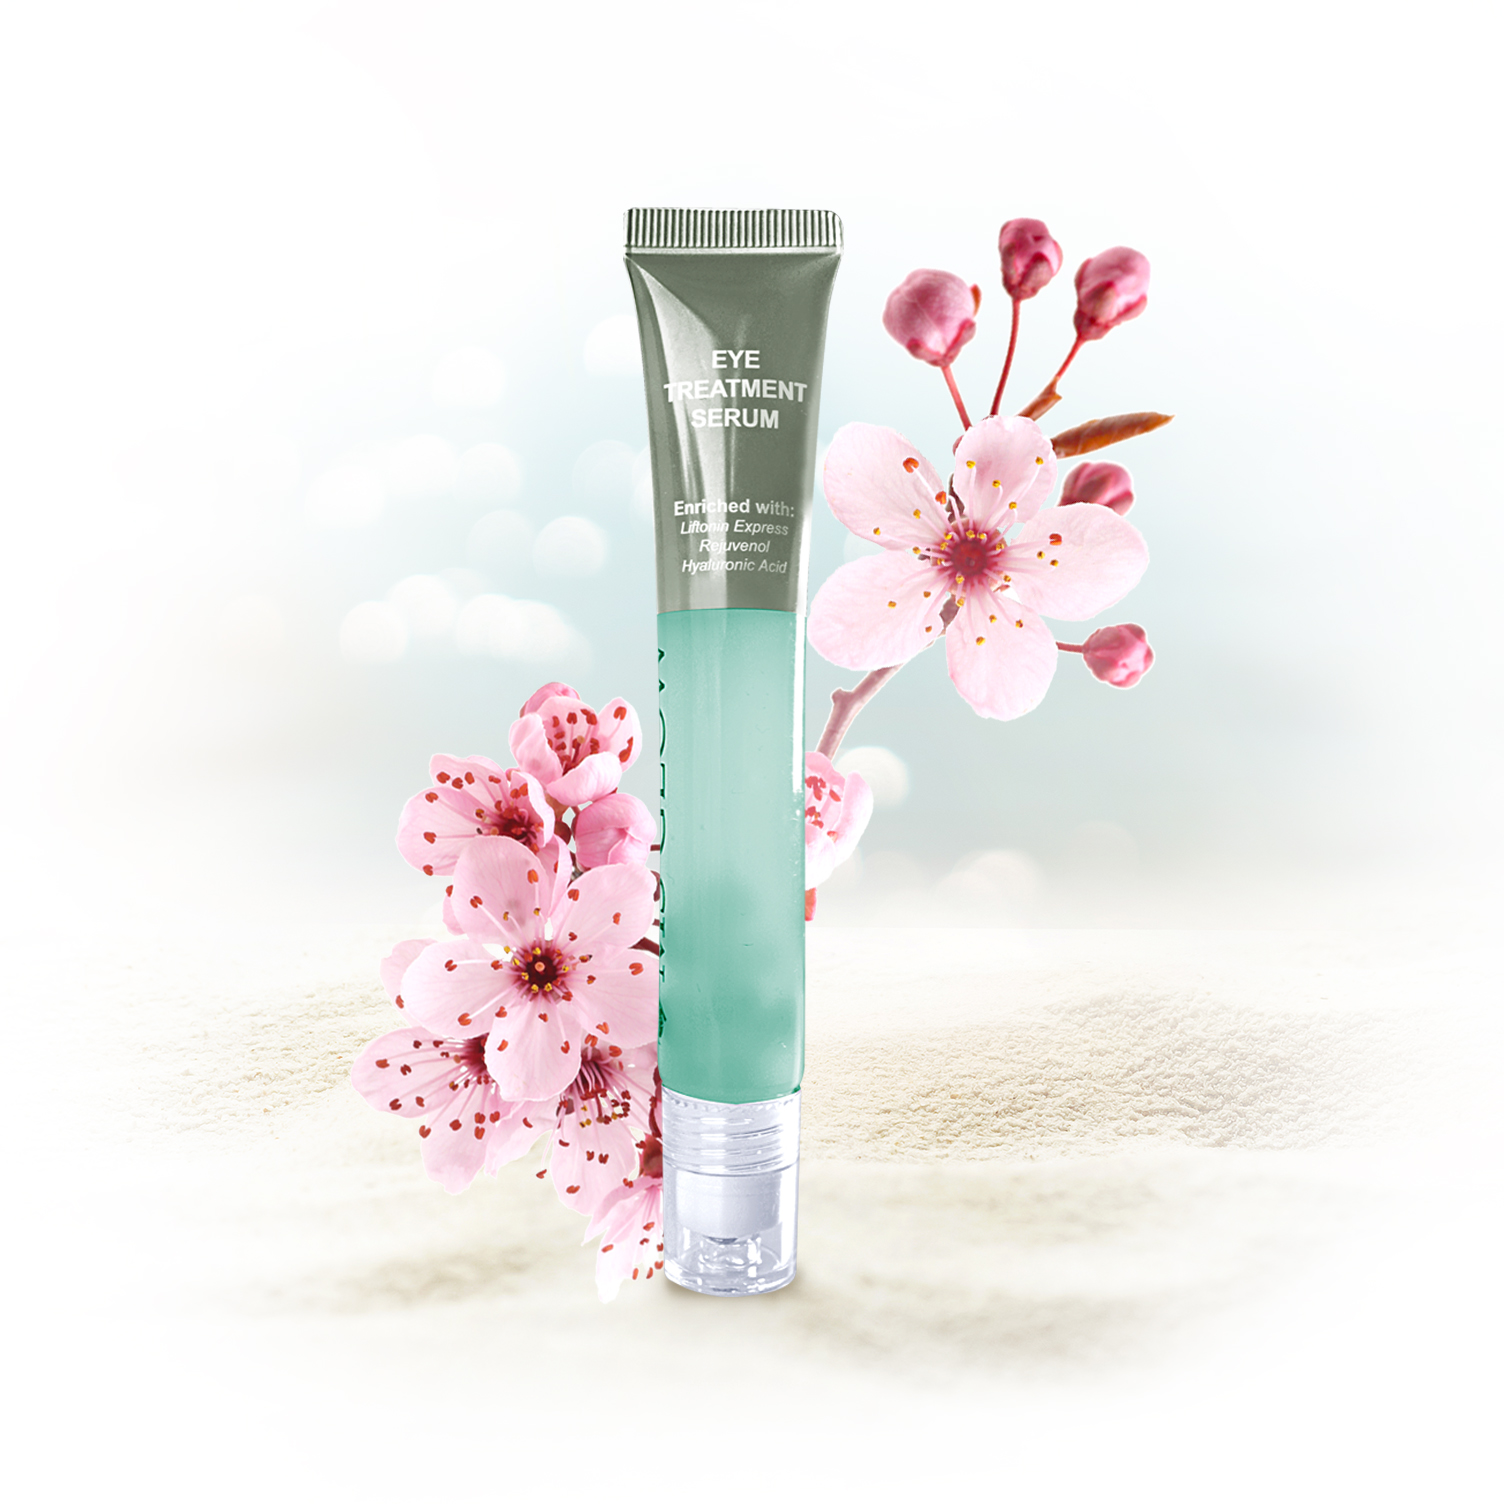 EYE
TREATMENT
SERUM
Enriched with:
Liftonin Express
Rejuvenol
Hyaluronic Acid